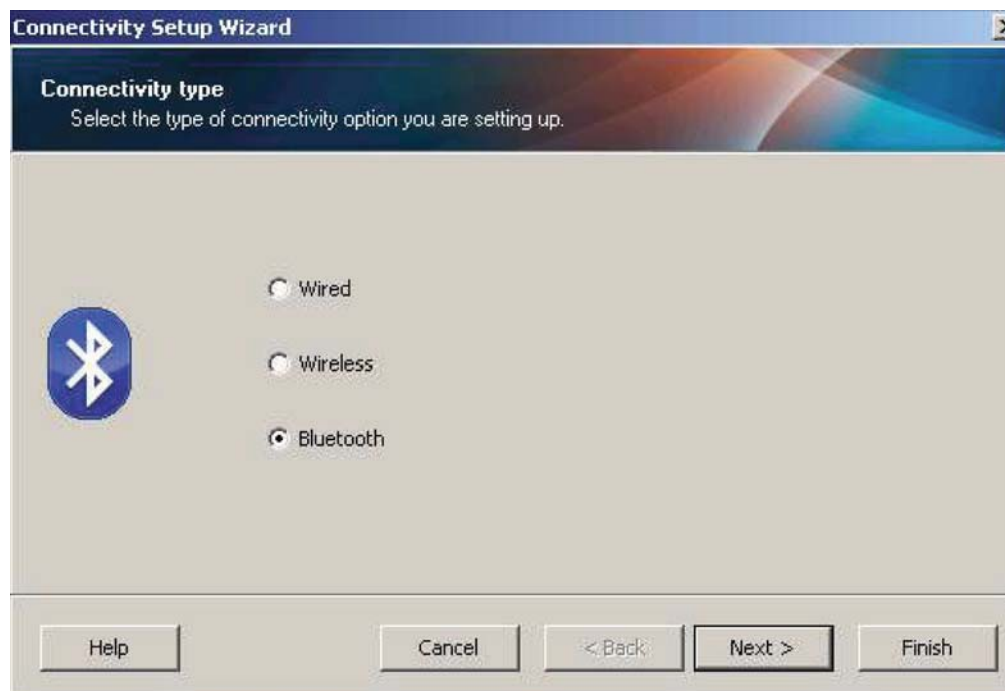 Connectivity Setup Wizard
Connectivity type
Select the type of connectivity option you are setting up.
Wired
Wireless
Bluetooth
Help
Cancel
< Back
Next >
Finish